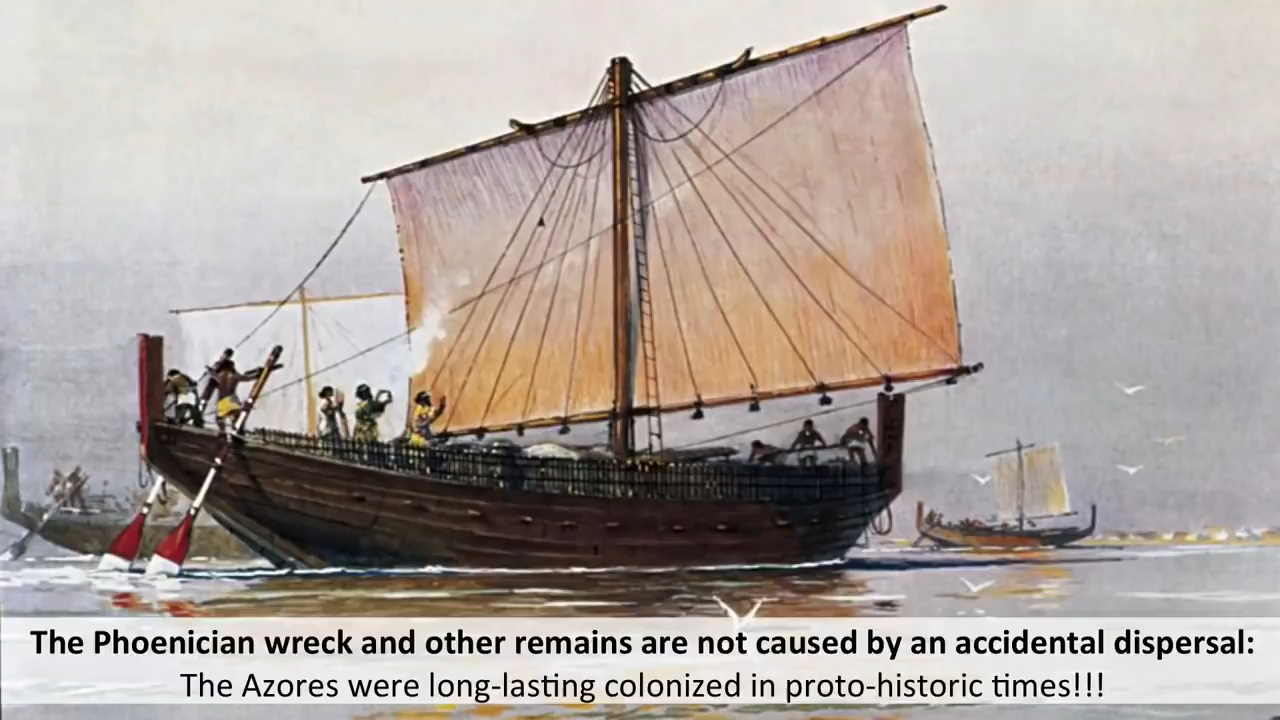 The Phoenician wreck and other remains are not caused by an accidental dispersal:
The Azores were long-lasting colonized in proto-historic times!!!